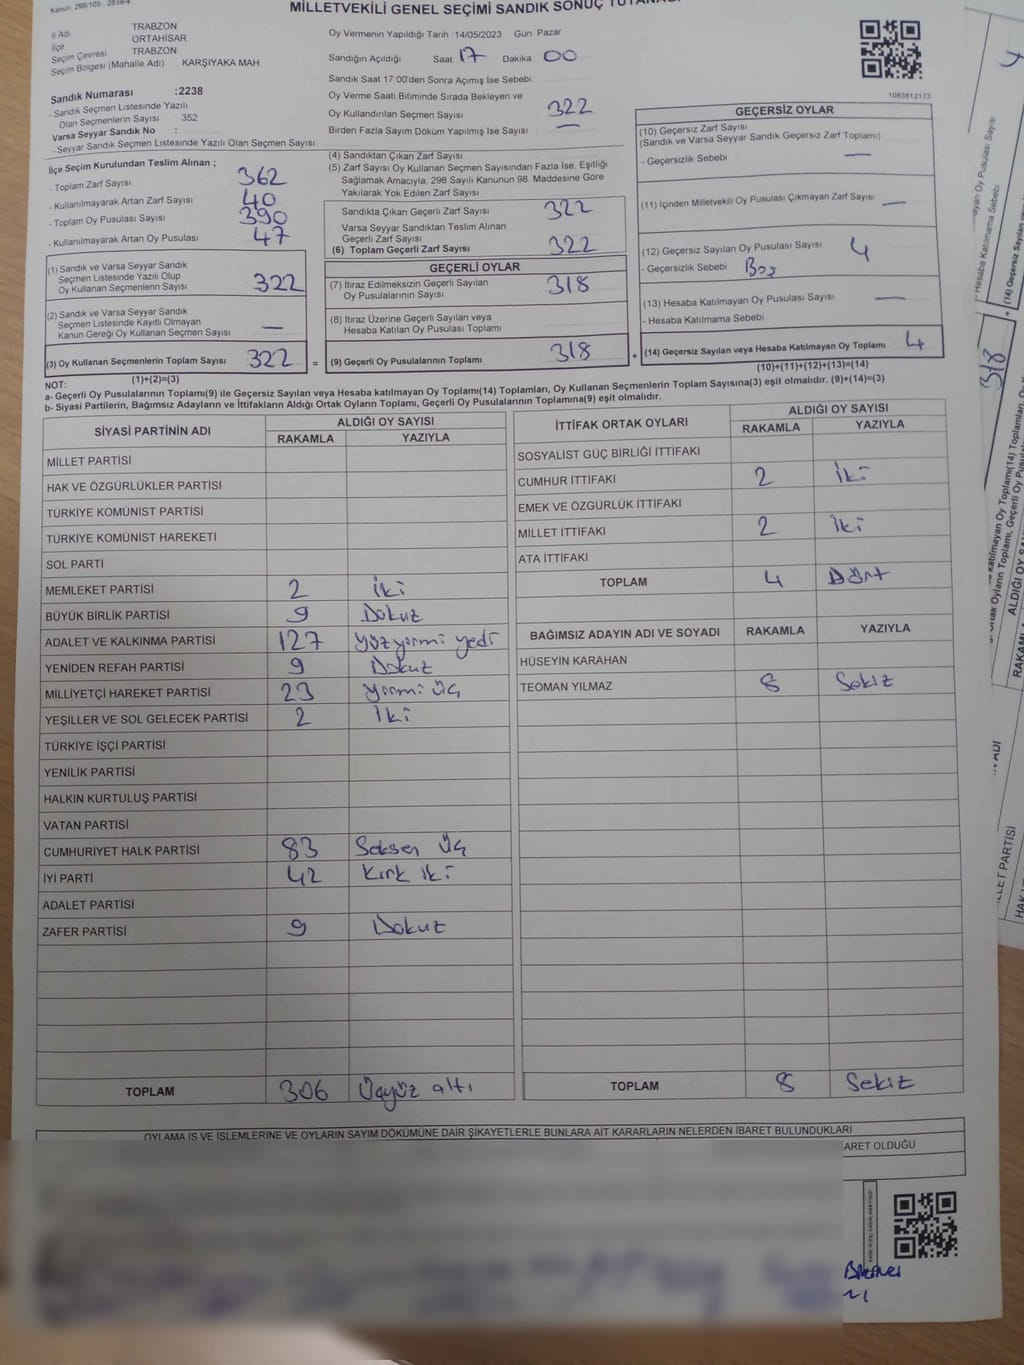 Kanun: 298/105 - 2839/4
MİLLETVEKİLİ GENEL SEÇİMİ SANDIK SONUÇ TUTANAĞI
İl Adı TRABZON
İlçe ORTAHİSAR
Seçim Çevresi TRABZON
Seçim Bölgesi (Mahalle Adı) KARŞIYAKA MAH.
Sandık Numarası :2238
- Sandık Seçmen Listesinde Yazılı
Olan Seçmenlerin Sayısı 352
Varsa Seyyar Sandık No :
- Seyyar Sandık Seçmen Listesinde Yazılı Olan Seçmen Sayısı
İlçe Seçim Kurulundan Teslim Alınan ;
- Toplam Zarf Sayısı 362
- Kullanılmayarak Artan Zarf Sayısı 40
- Toplam Oy Pusulası Sayısı 390
- Kullanılmayarak Artan Oy Pusulası 47
(1) Sandık ve Varsa Seyyar Sandık
Seçmen Listesinde Yazılı Olup
Oy Kullanan Seçmenlerin Sayısı 322
(2) Sandık ve Varsa Seyyar Sandık
Seçmen Listesinde Kayıtlı Olmayan
Kanun Gereği Oy Kullanan Seçmen Sayısı —
(3) Oy Kullanan Seçmenlerin Toplam Sayısı 322 =
(1)+(2)=(3)
Oy Vermenin Yapıldığı Tarih :14/05/2023 Gün: Pazar
Sandığın Açıldığı Saat 17 Dakika 00
Sandık Saat 17:00'den Sonra Açımış İse Sebebi
Oy Verme Saati Bitiminde Sırada Bekleyen ve
Oy Kullandırılan Seçmen Sayısı 322
Birden Fazla Sayım Döküm Yapılmış İse Sayısı —
(4) Sandıktan Çıkan Zarf Sayısı
(5) Zarf Sayısı Oy Kullanan Seçmen Sayısından Fazla İse, Eşitliği
Sağlamak Amacıyla, 298 Sayılı Kanunun 98. Maddesine Göre
Yakılarak Yok Edilen Zarf Sayısı
Sandıkta Çıkan Geçerli Zarf Sayısı 322
Varsa Seyyar Sandıktan Teslim Alınan
Geçerli Zarf Sayısı
(6) Toplam Geçerli Zarf Sayısı 322
GEÇERLİ OYLAR
(7) İtiraz Edilmeksizin Geçerli Sayılan
Oy Pusulalarının Sayısı 318
(8) İtiraz Üzerine Geçerli Sayılan veya
Hesaba Katılan Oy Pusulası Toplamı
(9) Geçerli Oy Pusulalarının Toplamı 318 +
1083812173
GEÇERSİZ OYLAR
(10) Geçersiz Zarf Sayısı
(Sandık ve Varsa Seyyar Sandık Geçersiz Zarf Toplamı)
- Geçersizlik Sebebi —
(11) İçinden Milletvekili Oy Pusulası Çıkmayan Zarf Sayısı —
(12) Geçersiz Sayılan Oy Pusulası Sayısı 4
- Geçersizlik Sebebi Boş
(13) Hesaba Katılmayan Oy Pusulası Sayısı —
- Hesaba Katılmama Sebebi
(14) Geçersiz Sayılan veya Hesaba Katılmayan Oy Toplamı 4
(10)+(11)+(12)+(13)=(14)
NOT:
a- Geçerli Oy Pusulalarının Toplamı(9) ile Geçersiz Sayılan veya Hesaba katılmayan Oy Toplamı(14) Toplamları, Oy Kullanan Seçmenlerin Toplam Sayısına(3) eşit olmalıdır. (9)+(14)=(3)
b- Siyasi Partilerin, Bağımsız Adayların ve İttifakların Aldığı Ortak Oyların Toplamı, Geçerli Oy Pusulalarının Toplamına(9) eşit olmalıdır.
SİYASİ PARTİNİN ADI ALDIĞI OY SAYISI
RAKAMLA YAZIYLA
MİLLET PARTİSİ
HAK VE ÖZGÜRLÜKLER PARTİSİ
TÜRKİYE KOMÜNİST PARTİSİ
TÜRKİYE KOMÜNİST HAREKETİ
SOL PARTİ
MEMLEKET PARTİSİ 2 İki
BÜYÜK BİRLİK PARTİSİ 9 Dokuz
ADALET VE KALKINMA PARTİSİ 127 yüzyirmi yedi
YENİDEN REFAH PARTİSİ 9 Dokuz
MİLLİYETÇİ HAREKET PARTİSİ 23 yirmi üç
YEŞİLLER VE SOL GELECEK PARTİSİ 2 İki
TÜRKİYE İŞÇİ PARTİSİ
YENİLİK PARTİSİ
HALKIN KURTULUŞ PARTİSİ
VATAN PARTİSİ
CUMHURİYET HALK PARTİSİ 83 Seksen Üç
İYİ PARTİ 42 Kırk iki
ADALET PARTİSİ
ZAFER PARTİSİ 9 Dokuz
TOPLAM 306 Üçyüz altı
İTTİFAK ORTAK OYLARI ALDIĞI OY SAYISI
RAKAMLA YAZIYLA
SOSYALİST GÜÇ BİRLİĞİ İTTİFAKI
CUMHUR İTTİFAKI 2 İki
EMEK VE ÖZGÜRLÜK İTTİFAKI
MİLLET İTTİFAKI 2 İki
ATA İTTİFAKI
TOPLAM 4 Dört
BAĞIMSIZ ADAYIN ADI VE SOYADI RAKAMLA YAZIYLA
HÜSEYİN KARAHAN
TEOMAN YILMAZ 8 Sekiz
TOPLAM 8 Sekiz
OYLAMA İŞ VE İŞLEMLERİNE VE OYLARIN SAYIM DÖKÜMÜNE DAİR ŞİKAYETLERLE BUNLARA AİT KARARLARIN NELERDEN İBARET BULUNDUKLARI
ARET OLDUĞU
318